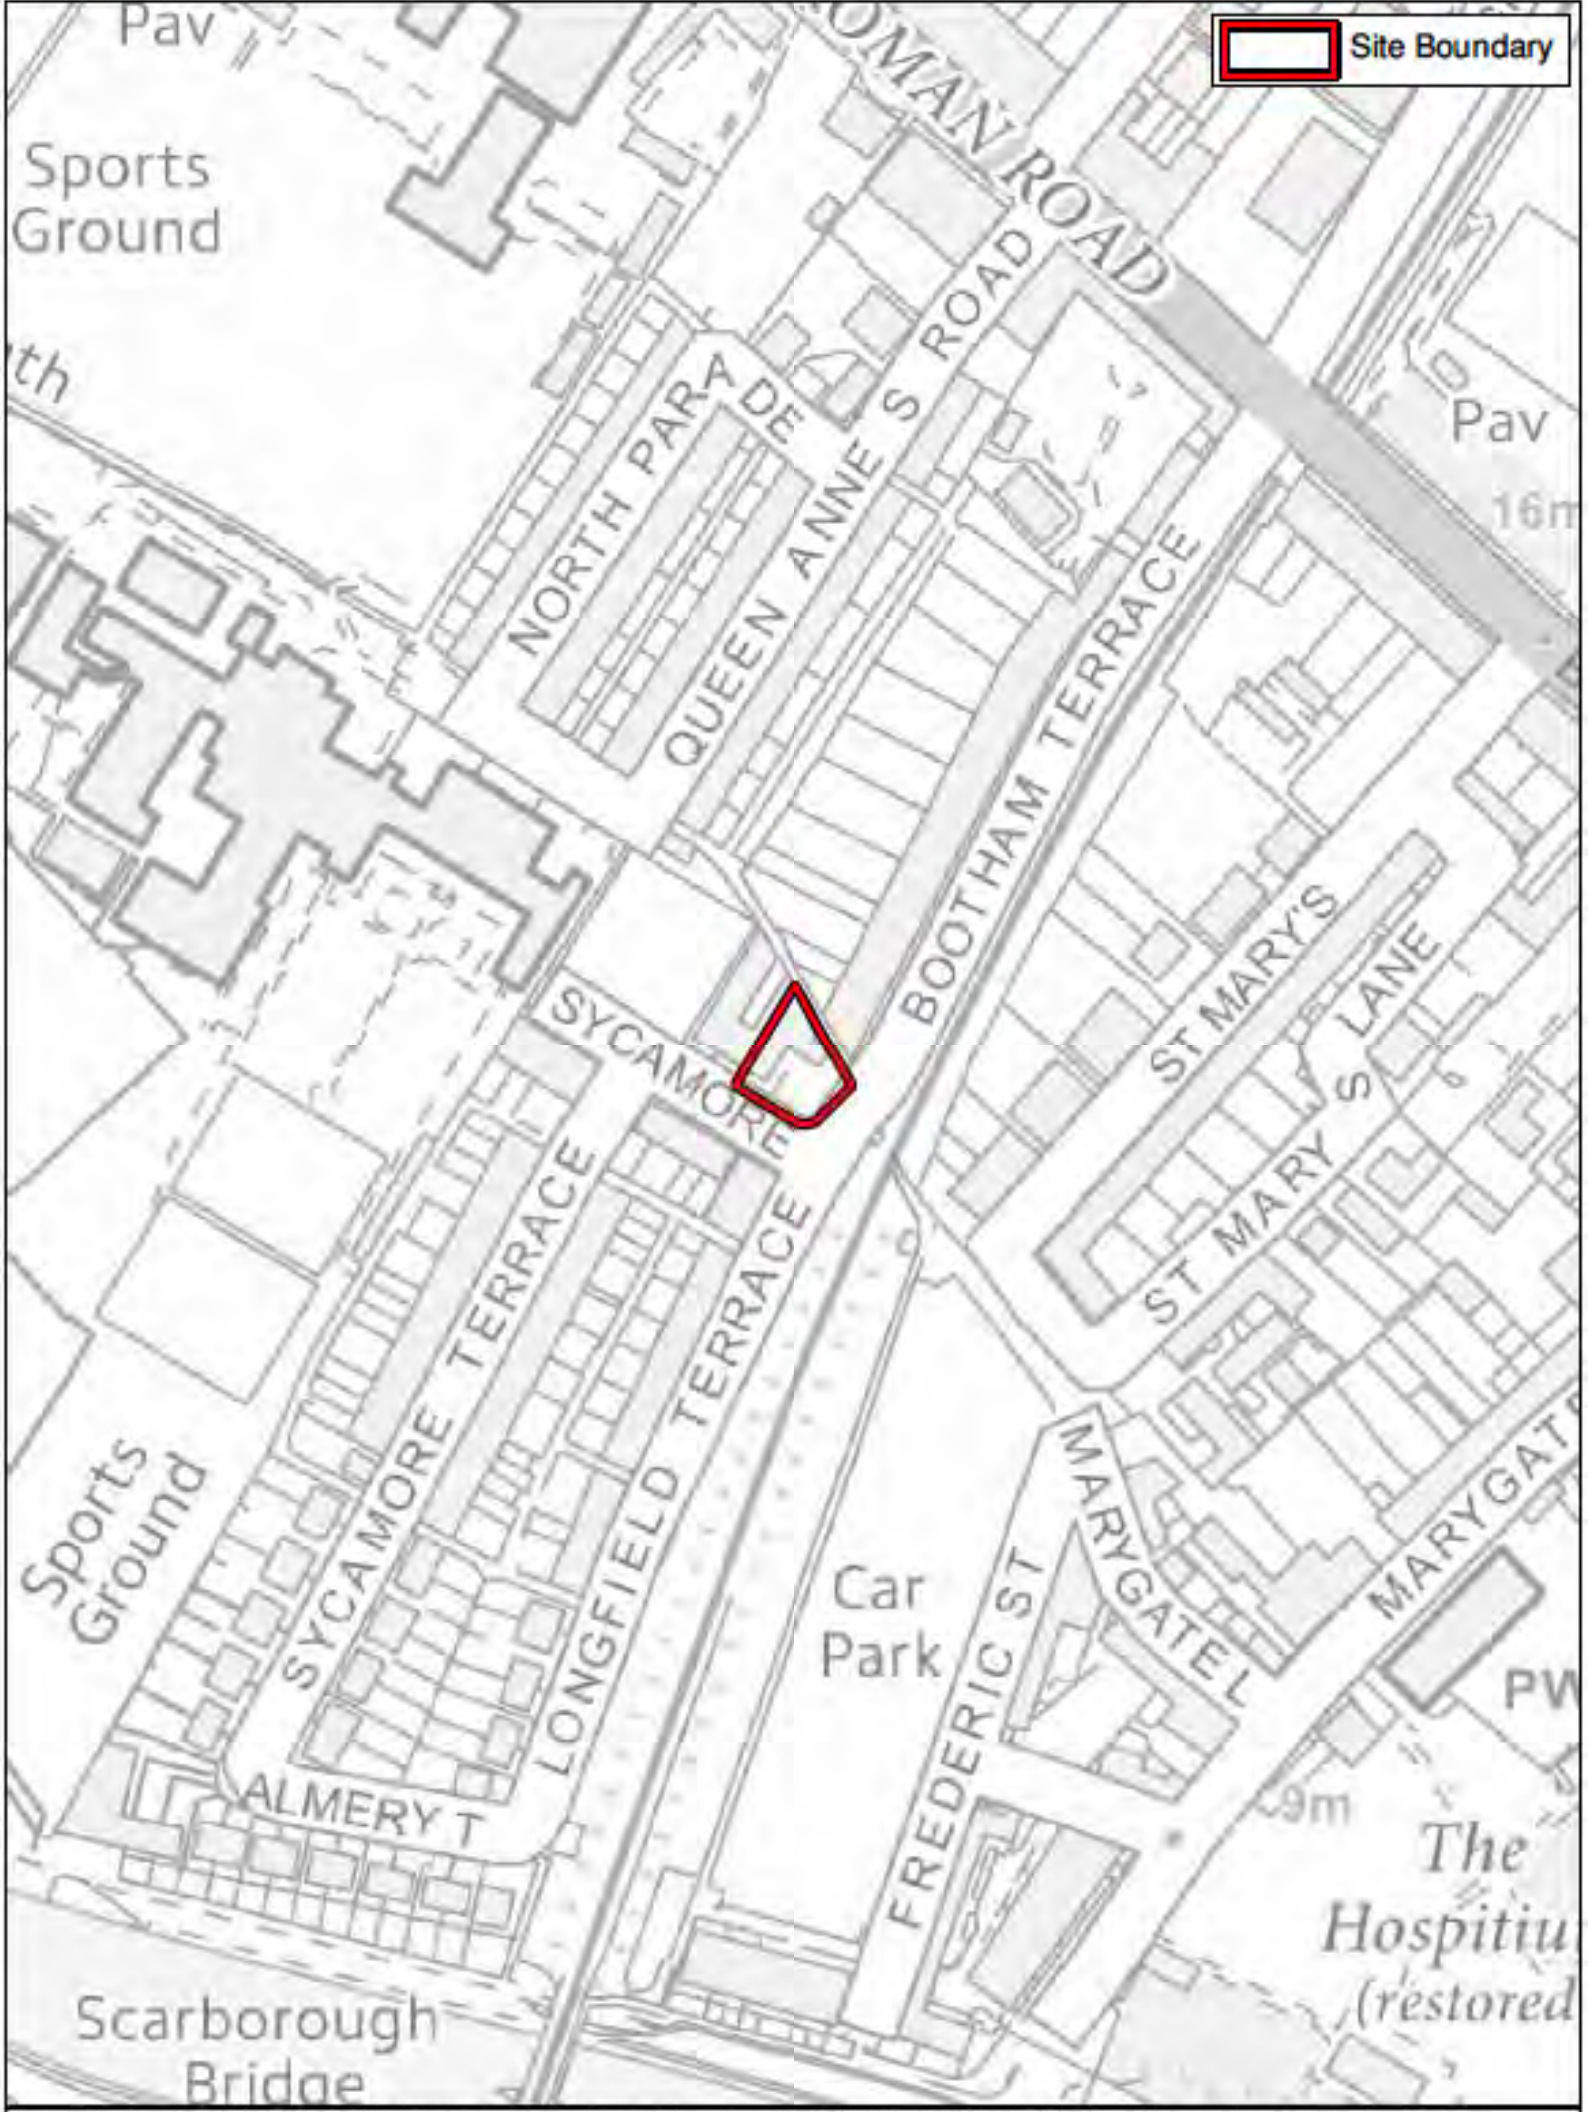 Pav
Site Boundary
OMAN ROAD
Sports
Ground
QUEEN ANNE S ROAD
th
NORTH PARADE
Pav
16m
BOOTHAM TERRACE
ST MARY'S
ST MARY S LANE
SYCAMORE
SYCAMORE TERRACE
LONGFIELD TERRACE
Sports
Ground
MARYGATE L
MARYGATE
Car
Park
FREDERIC ST
PW
ALMERY T
9m
The
Hospitiu
(restored
Scarborough
Bridge